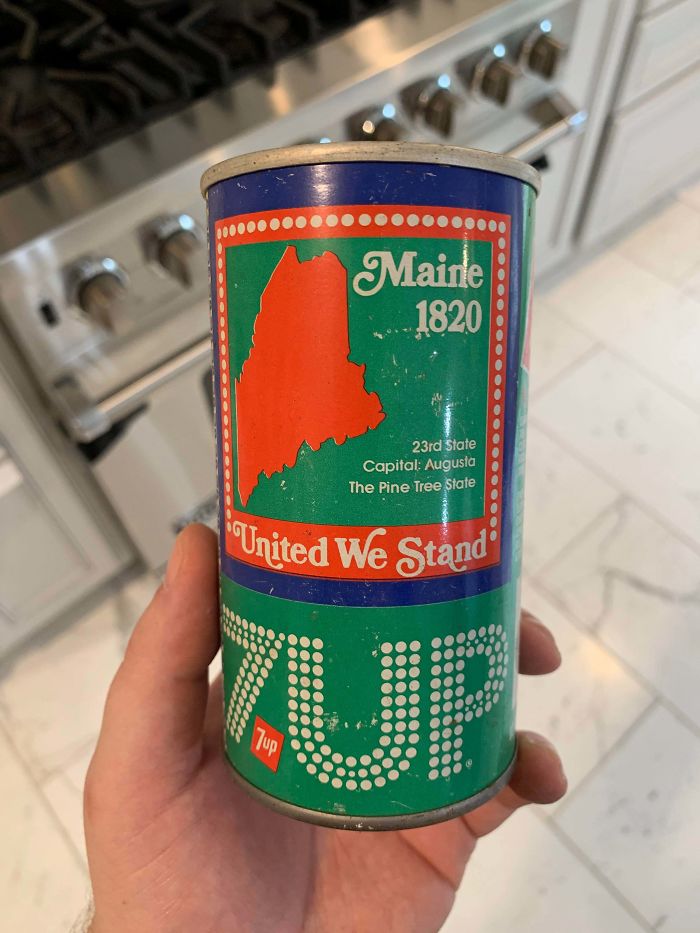 Maine
1820
23rd State
Capital: Augusta
The Pine Tree State
United We Stand
7UP
7up